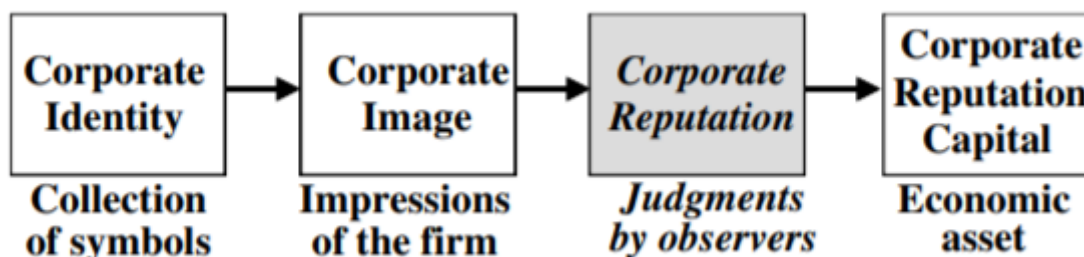 Corporate
Identity
Corporate
Image
Corporate
Reputation
Corporate
Reputation
Capital
Collection
of symbols
Impressions
of the firm
Judgments
by observers
Economic
asset